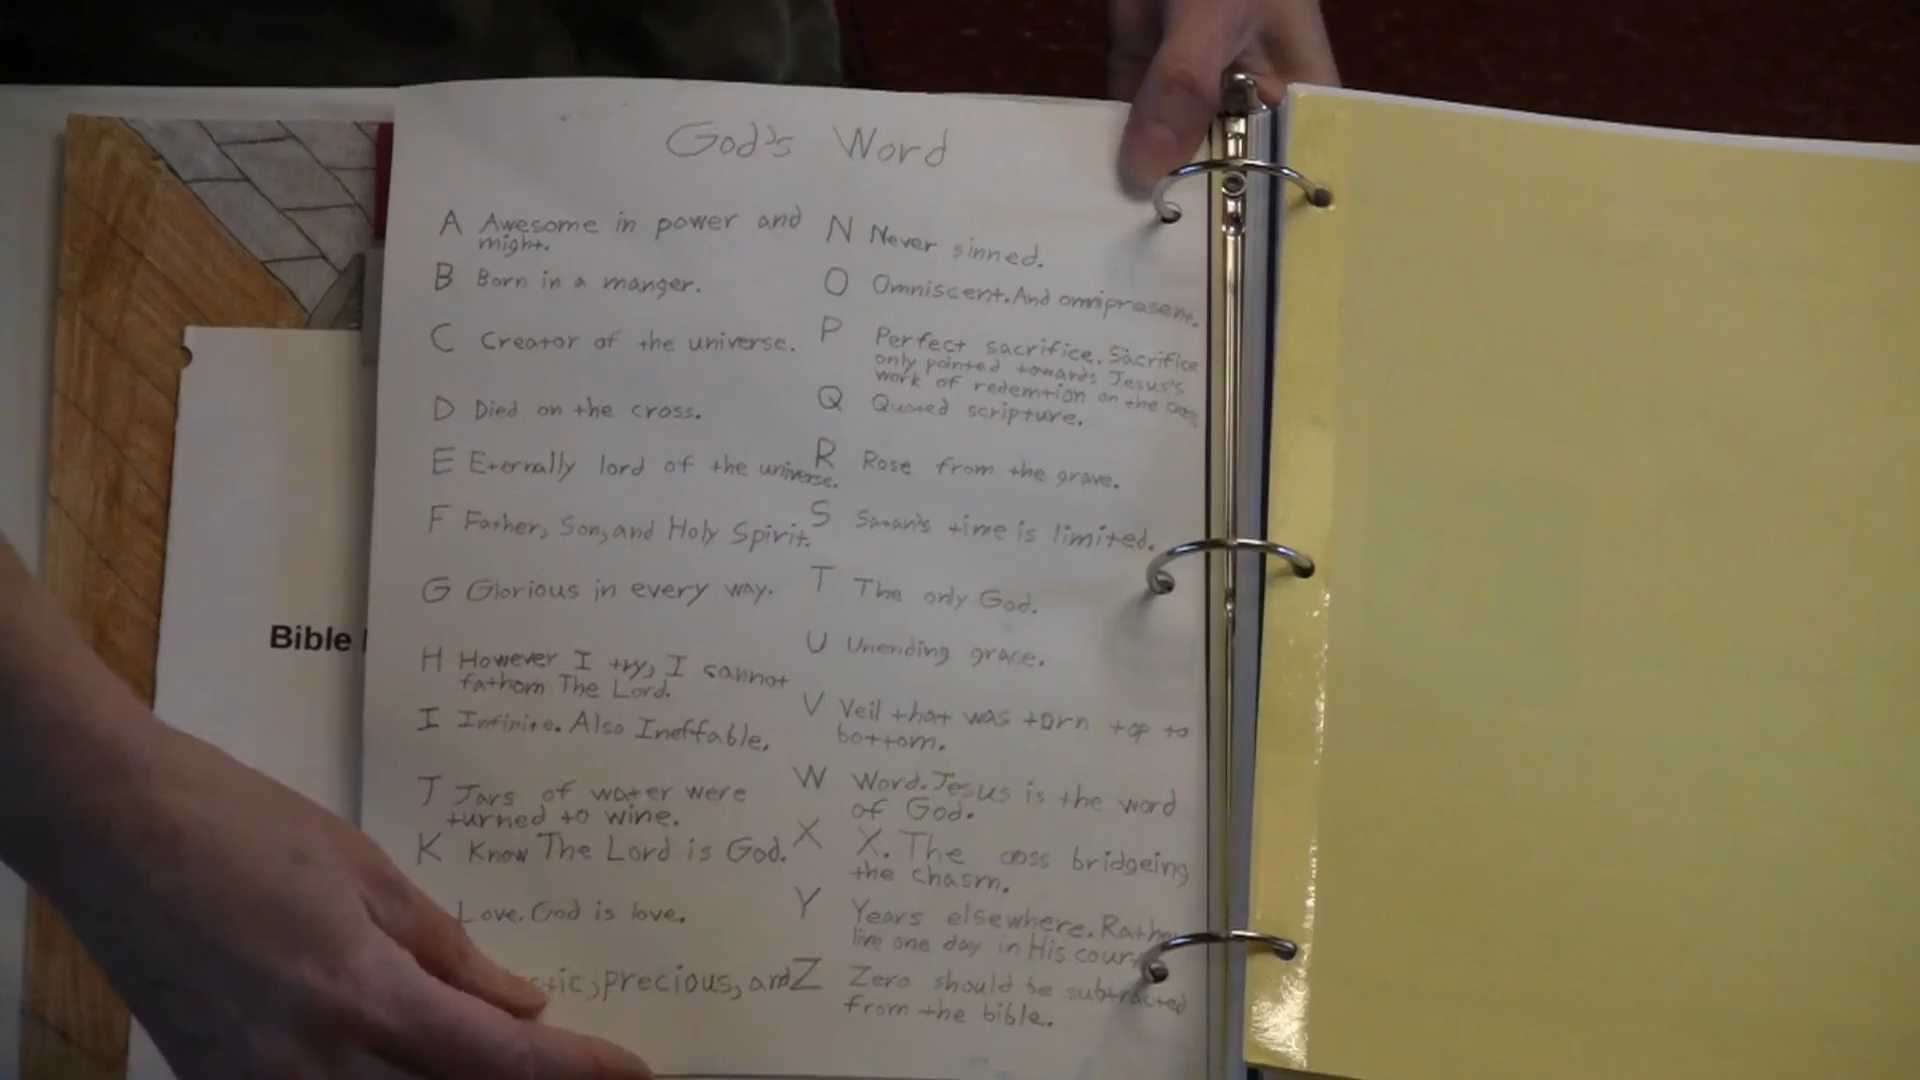 God's Word
A Awesome in power and
might.
B Born in a manger.
C Creator of the universe.
D Died on the cross.
E Eternally lord of the universe.
F Father, Son, and Holy Spirit.
G Glorious in every way.
H However I try, I cannot
fathom The Lord.
I Infinite. Also Ineffable.
J Jars of water were
turned to wine.
K Know The Lord is God.
Love. God is love.
precious, and
N Never sinned.
O Omniscent. And omniprasent.
P Perfect sacrifice. Sacrifice
only pointed towards Jesus's
work of redemtion on the cross
Q Quoted scripture.
R Rose from the grave.
S Satan's time is limited.
T The only God.
U Unending grace.
V Veil that was torn top to
bottom.
W Word. Jesus is the word
of God.
X X. The cross bridgeing
the chasm.
Y Years elsewhere. Rather
live one day in His court
Z Zero should be subtracted
from the bible.
Bible